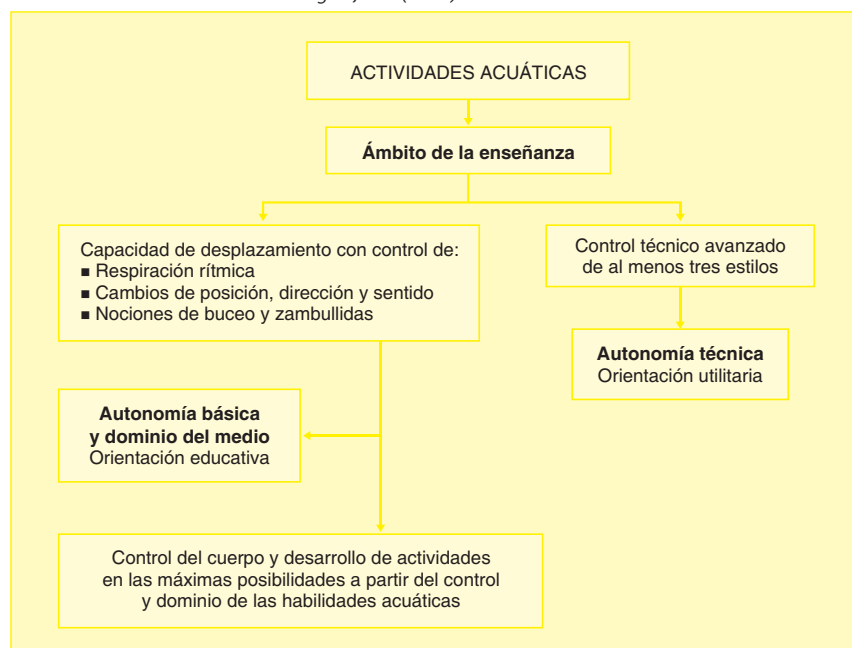 ACTIVIDADES ACUÁTICAS
Ámbito de la enseñanza
Capacidad de desplazamiento con control de:
■ Respiración rítmica
■ Cambios de posición, dirección y sentido
■ Nociones de buceo y zambullidas
Control técnico avanzado
de al menos tres estilos
Autonomía técnica
Orientación utilitaria
Autonomía básica
y dominio del medio
Orientación educativa
Control del cuerpo y desarrollo de actividades
en las máximas posibilidades a partir del control
y dominio de las habilidades acuáticas